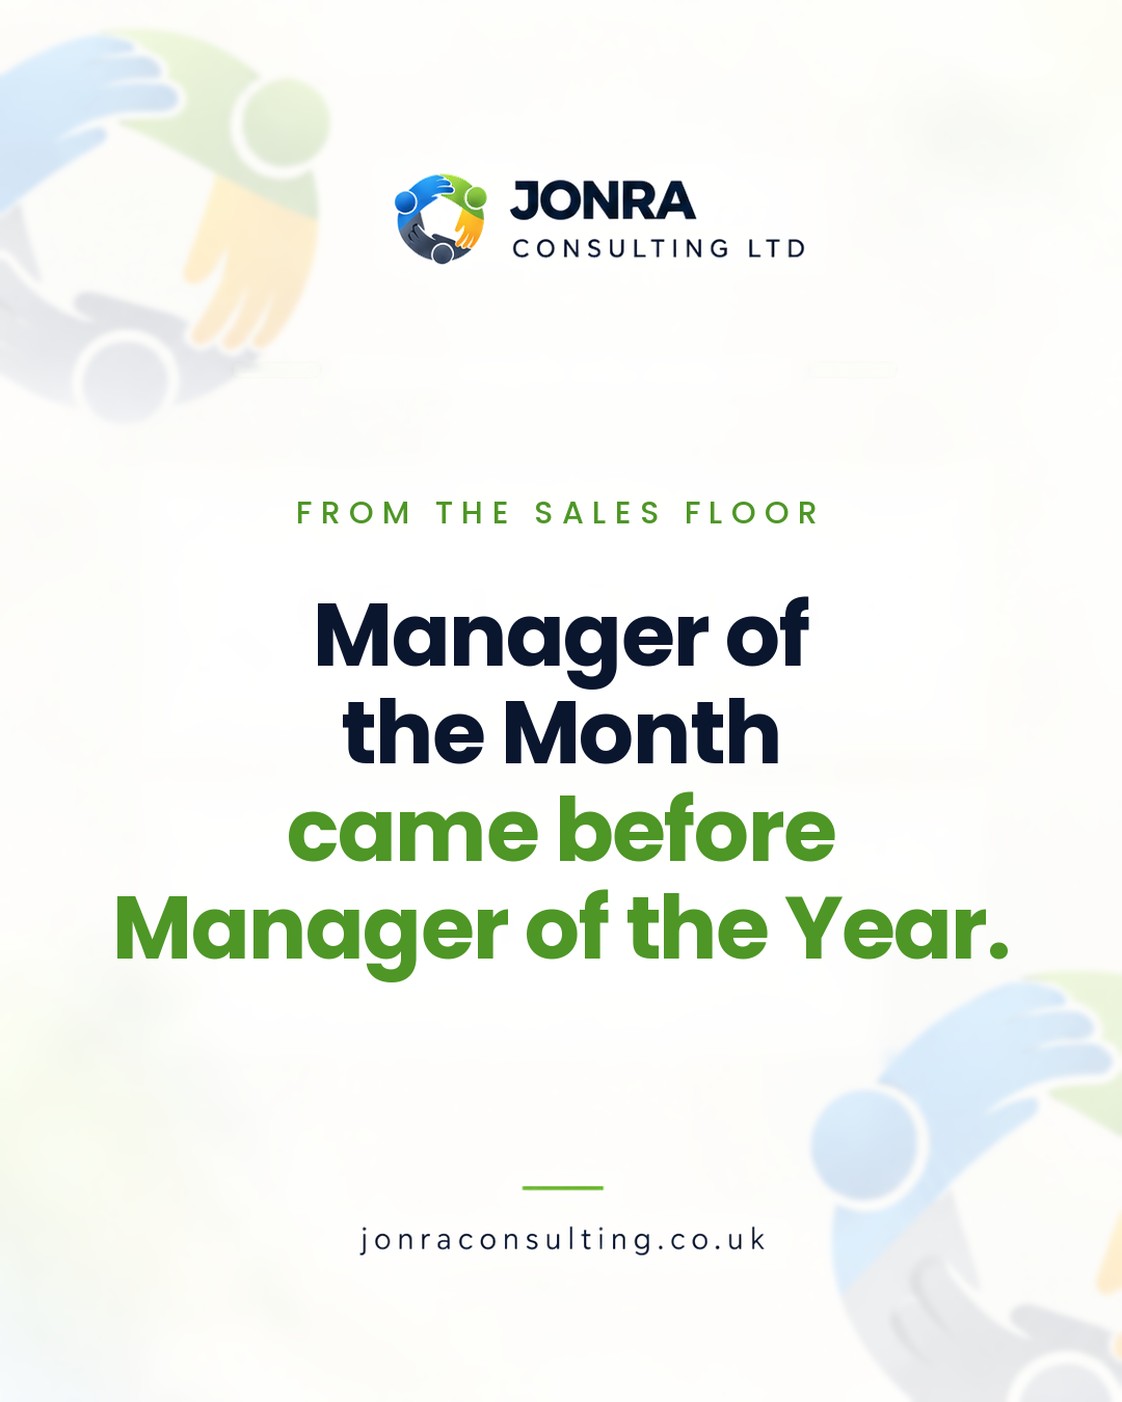 JONRA
CONSULTING LTD
FROM THE SALES FLOOR
Manager of
the Month
came before
Manager of the Year.
jonraconsulting.co.uk